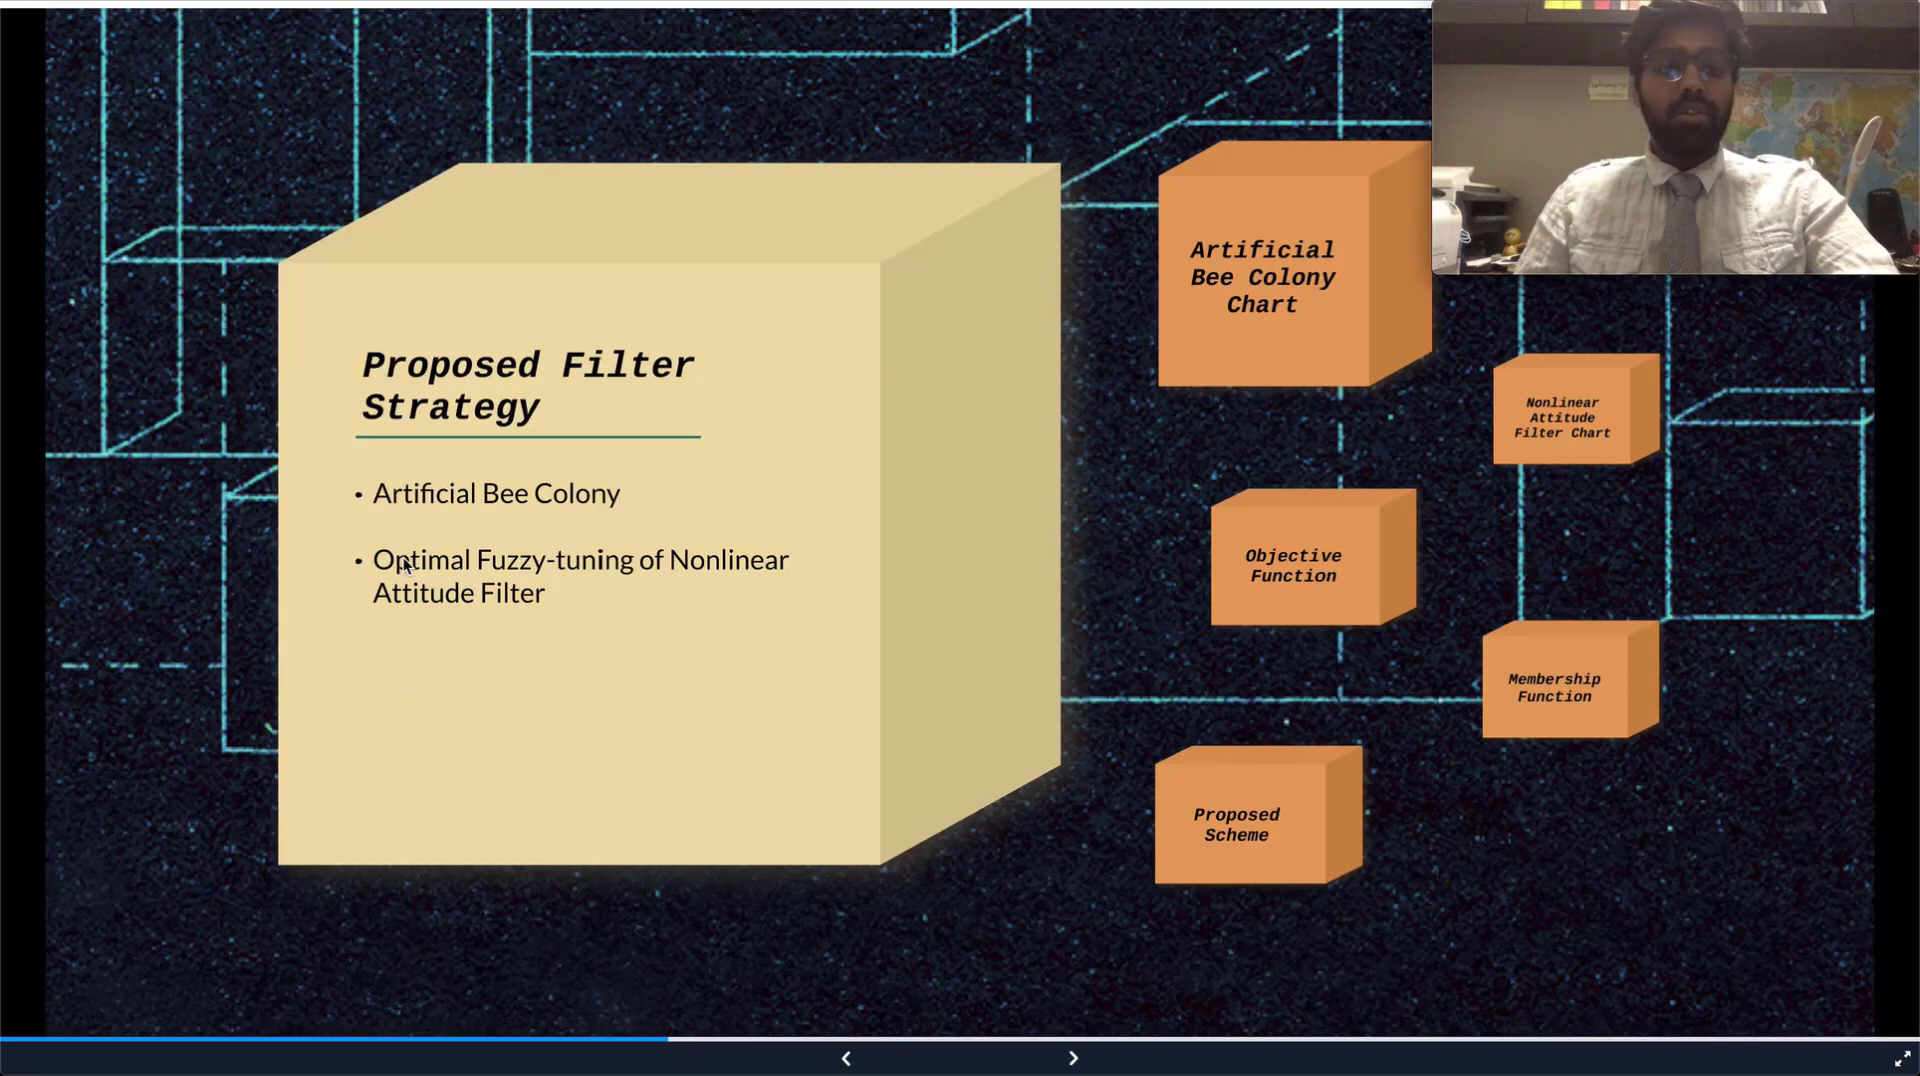 Proposed Filter
Strategy
• Artificial Bee Colony
• Optimal Fuzzy-tuning of Nonlinear
Attitude Filter
Artificial
Bee Colony
Chart
Nonlinear
Attitude
Filter Chart
Objective
Function
Membership
Function
Proposed
Scheme